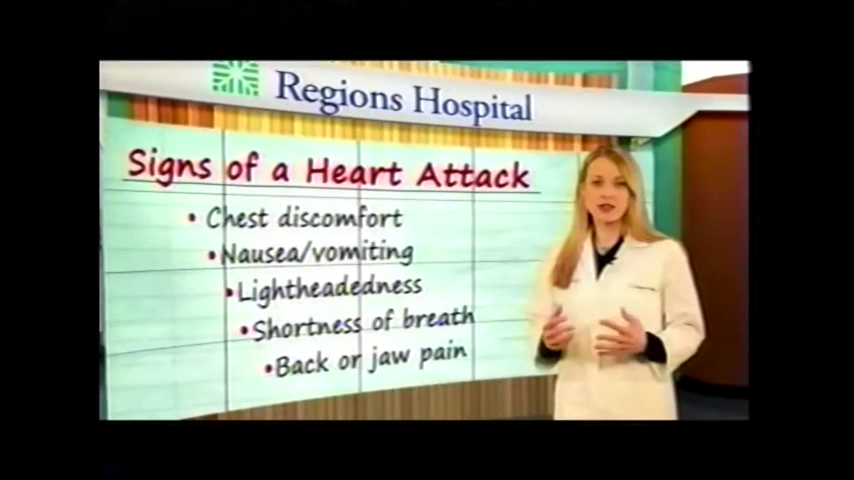 Regions Hospital
Signs of a Heart Attack
• Chest discomfort
• Nausea/vomiting
• Lightheadedness
• Shortness of breath
• Back or jaw pain